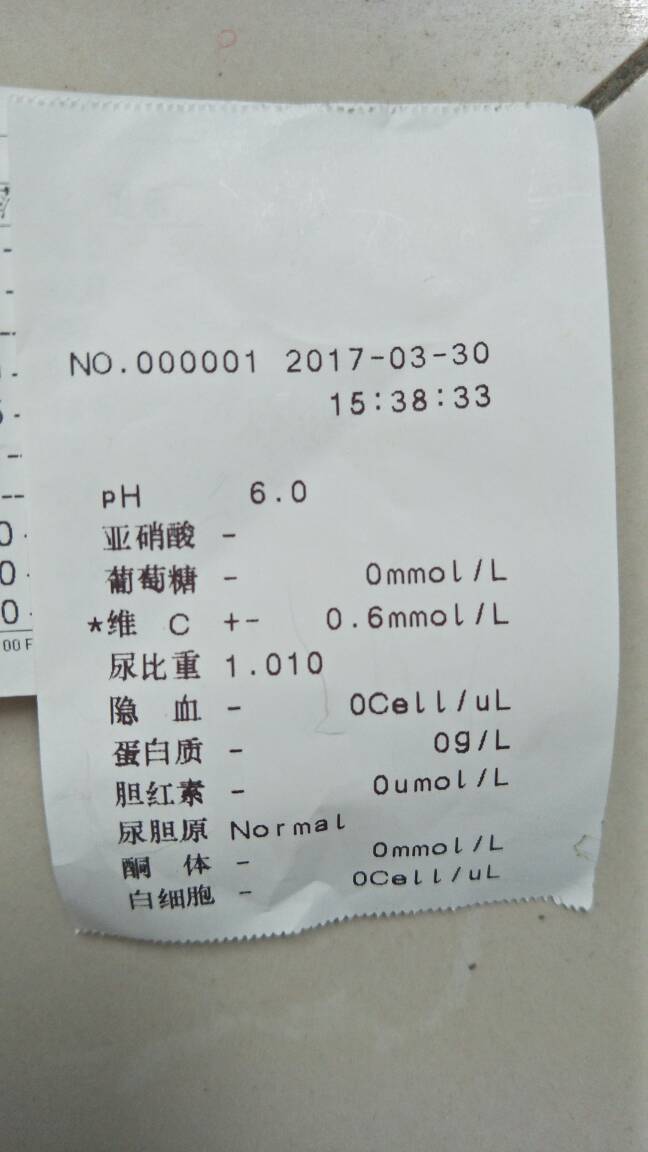 NO.000001 2017-03-30
15:38:33
pH 6.0
亚硝酸 -
葡萄糖 - 0mmol/L
*维 C +- 0.6mmol/L
尿比重 1.010
隐 血 - 0Cell/uL
蛋白质 - 0g/L
胆红素 - 0umol/L
尿胆原 Normal
酮 体 - 0mmol/L
白细胞 - 0Cell/uL